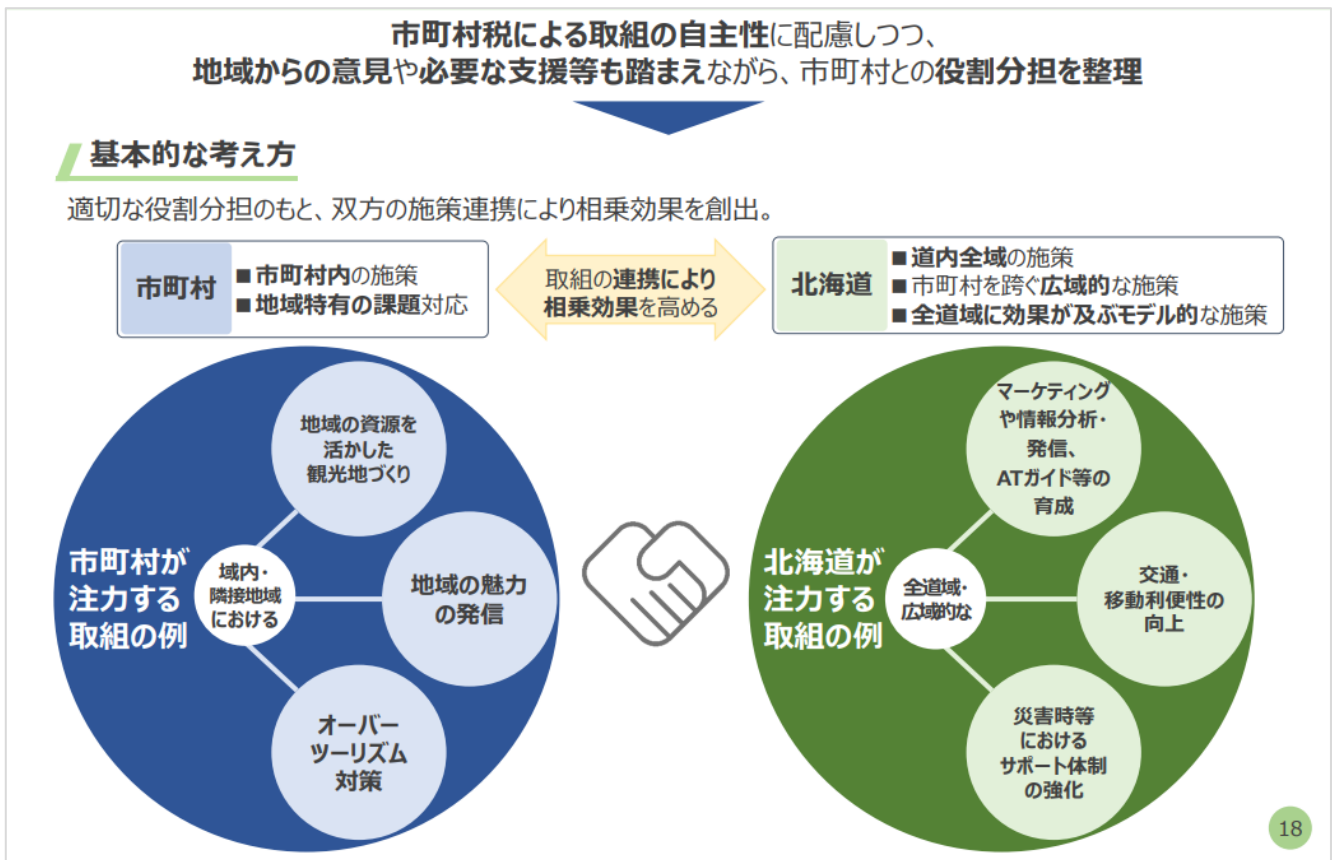 市町村税による取組の自主性に配慮しつつ、
地域からの意見や必要な支援等も踏まえながら、市町村との役割分担を整理
基本的な考え方
適切な役割分担のもと、双方の施策連携により相乗効果を創出。
市町村
■市町村内の施策
■地域特有の課題対応
取組の連携により
相乗効果を高める
北海道
■道内全域の施策
■市町村を跨ぐ広域的な施策
■全道域に効果が及ぶモデル的な施策
市町村が
注力する
取組の例
域内・
隣接地域
における
地域の資源を
活かした
観光地づくり
地域の魅力
の発信
オーバー
ツーリズム
対策
北海道が
注力する
取組の例
全道域・
広域的な
マーケティング
や情報分析・
発信、
ATガイド等の
育成
交通・
移動利便性の
向上
災害時等
における
サポート体制
の強化
18